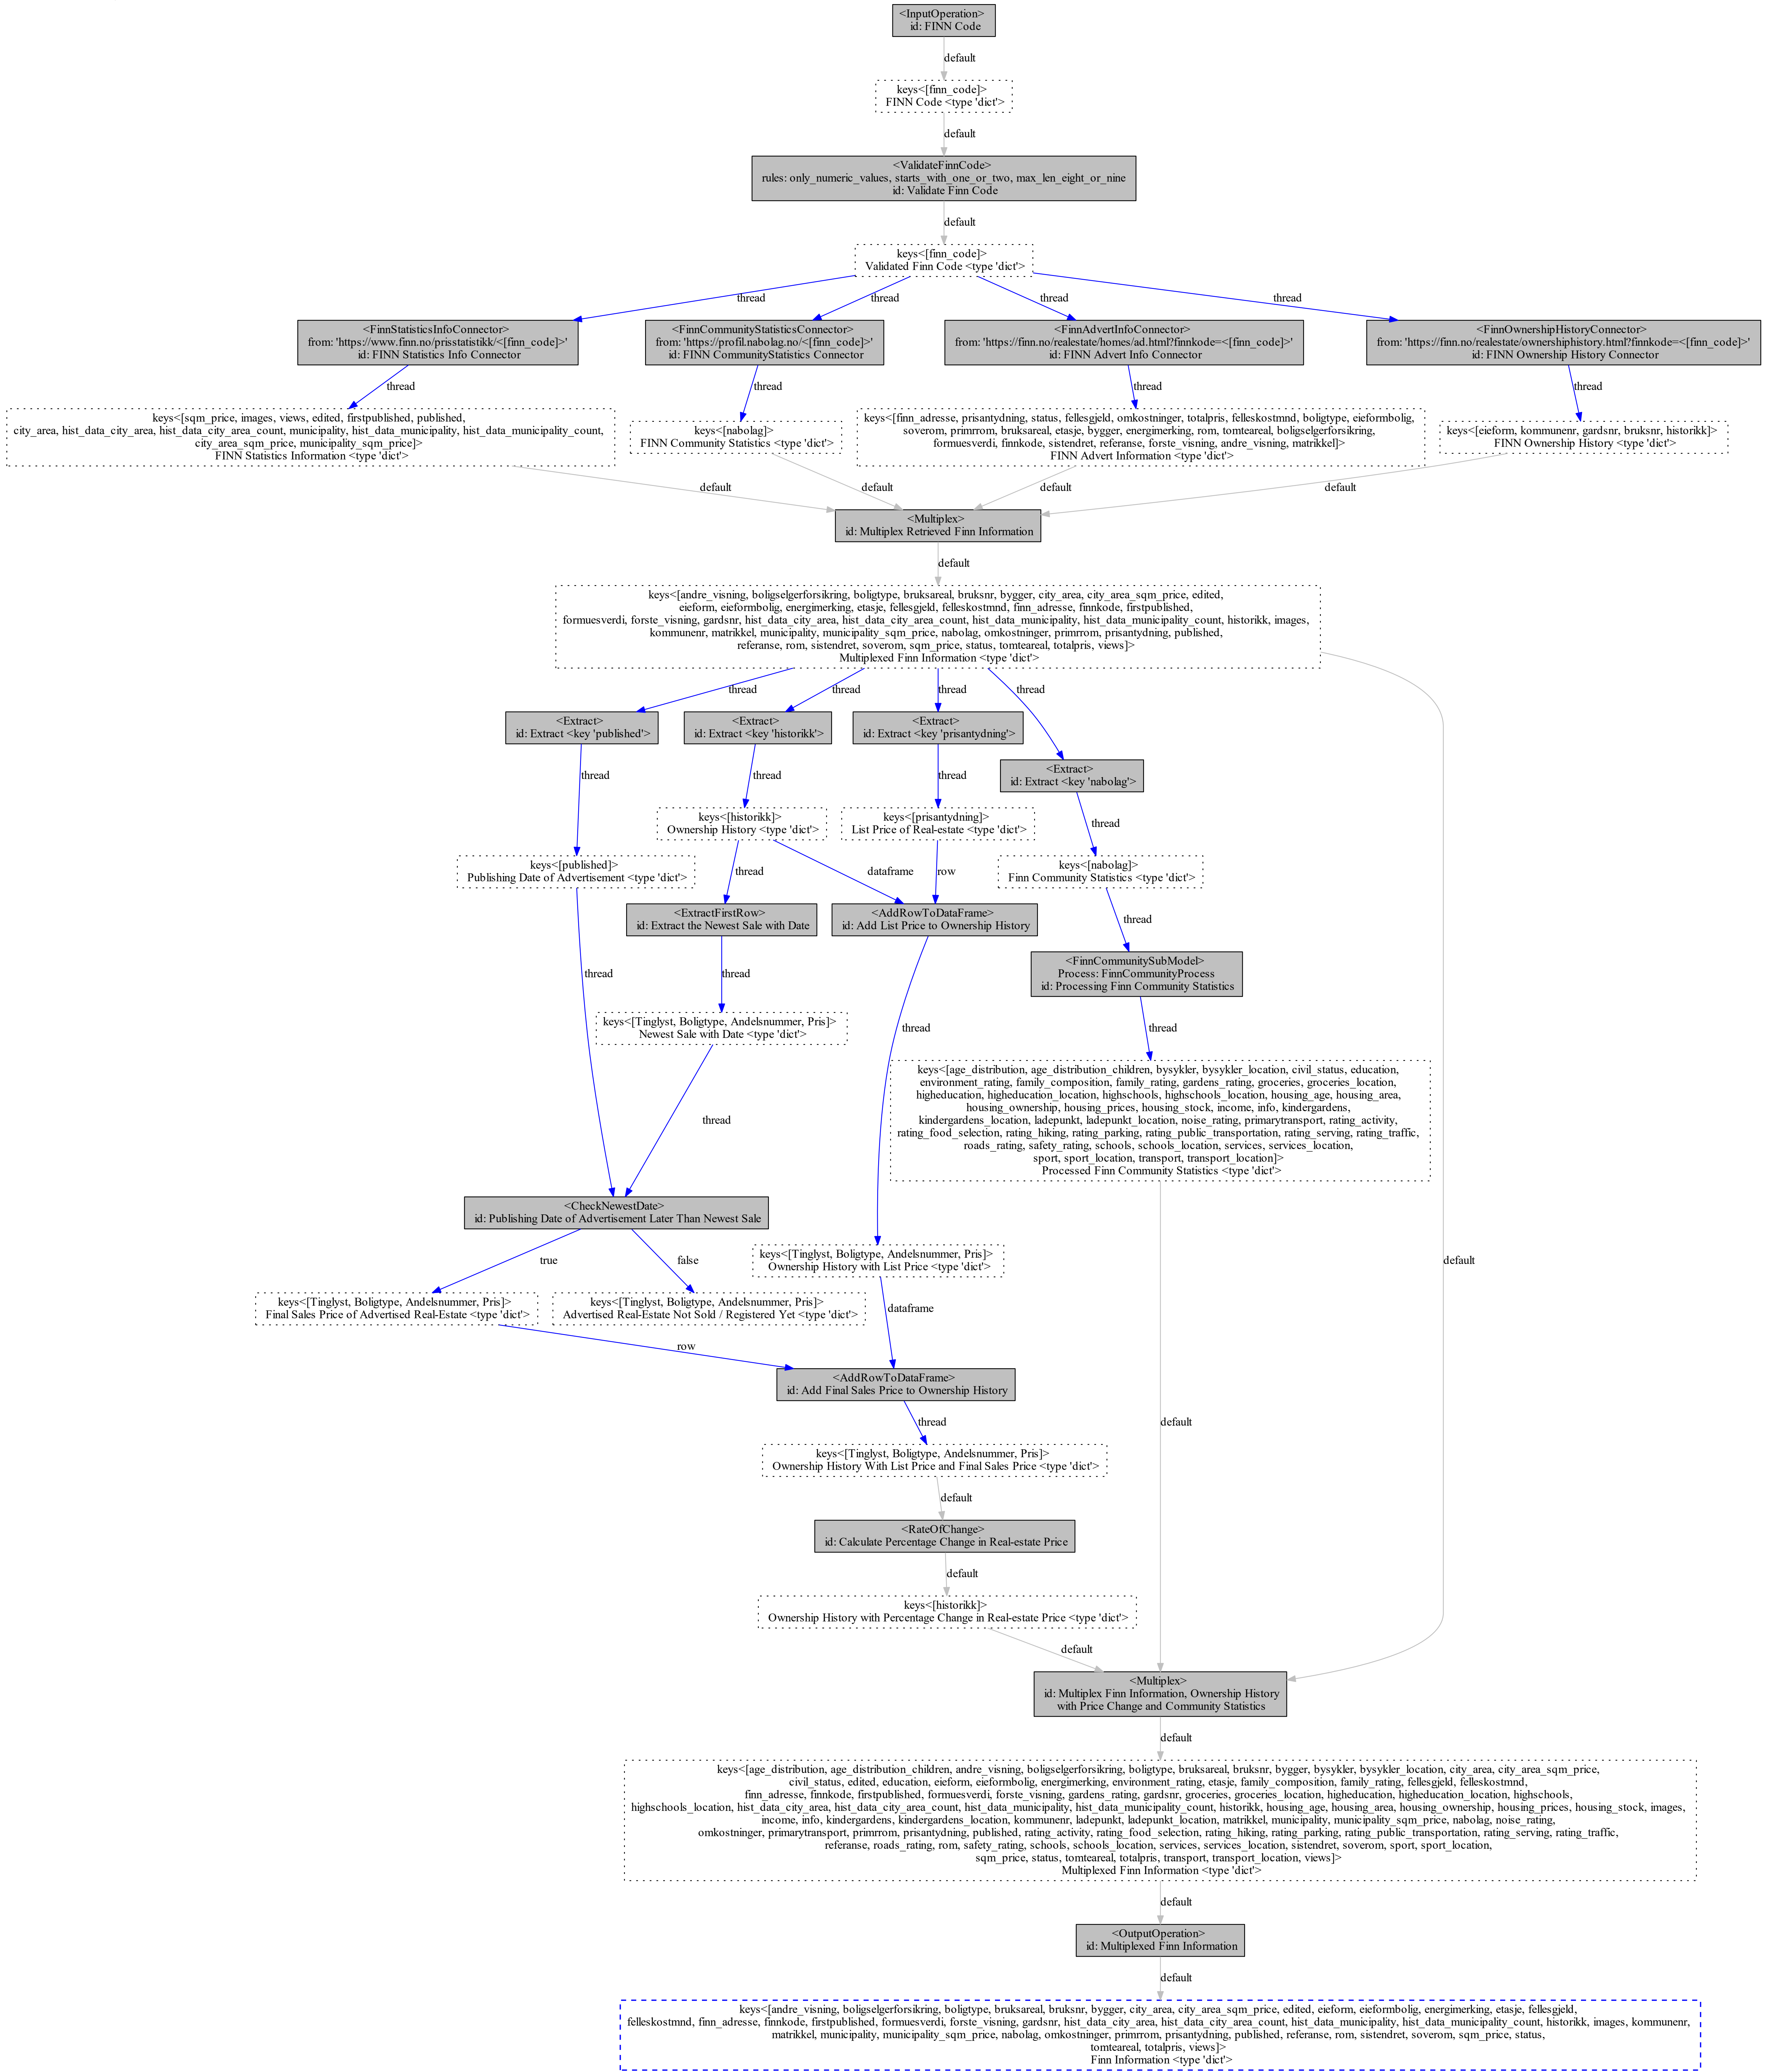 <InputOperation>
id: FINN Code
default
keys<[finn_code]>
FINN Code <type 'dict'>
default
<ValidateFinnCode>
rules: only_numeric_values, starts_with_one_or_two, max_len_eight_or_nine
id: Validate Finn Code
default
keys<[finn_code]>
Validated Finn Code <type 'dict'>
thread
thread
thread
thread
<FinnStatisticsInfoConnector>
from: 'https://www.finn.no/prisstatistikk/<[finn_code]>'
id: FINN Statistics Info Connector
<FinnCommunityStatisticsConnector>
from: 'https://profil.nabolag.no/<[finn_code]>'
id: FINN CommunityStatistics Connector
<FinnAdvertInfoConnector>
from: 'https://finn.no/realestate/homes/ad.html?finnkode=<[finn_code]>'
id: FINN Advert Info Connector
<FinnOwnershipHistoryConnector>
from: 'https://finn.no/realestate/ownershiphistory.html?finnkode=<[finn_code]>'
id: FINN Ownership History Connector
thread
thread
thread
thread
keys<[sqm_price, images, views, edited, firstpublished, published,
city_area, hist_data_city_area, hist_data_city_area_count, municipality, hist_data_municipality, hist_data_municipality_count,
city_area_sqm_price, municipality_sqm_price]>
FINN Statistics Information <type 'dict'>
keys<[nabolag]>
FINN Community Statistics <type 'dict'>
keys<[finn_adresse, prisantydning, status, fellesgjeld, omkostninger, totalpris, felleskostmnd, boligtype, eieformbolig,
soverom, primrrom, bruksareal, etasje, bygger, energimerking, rom, tomteareal, boligselgerforsikring,
formuesverdi, finnkode, sistendret, referanse, forste_visning, andre_visning, matrikkel]>
FINN Advert Information <type 'dict'>
keys<[eieform, kommunenr, gardsnr, bruksnr, historikk]>
FINN Ownership History <type 'dict'>
default
default
default
default
<Multiplex>
id: Multiplex Retrieved Finn Information
default
keys<[andre_visning, boligselgerforsikring, boligtype, bruksareal, bruksnr, bygger, city_area, city_area_sqm_price, edited,
eieform, eieformbolig, energimerking, etasje, fellesgjeld, felleskostmnd, finn_adresse, finnkode, firstpublished,
formuesverdi, forste_visning, gardsnr, hist_data_city_area, hist_data_city_area_count, hist_data_municipality, hist_data_municipality_count, historikk, images,
kommunenr, matrikkel, municipality, municipality_sqm_price, nabolag, omkostninger, primrrom, prisantydning, published,
referanse, rom, sistendret, soverom, sqm_price, status, tomteareal, totalpris, views]>
Multiplexed Finn Information <type 'dict'>
thread
thread
thread
thread
<Extract>
id: Extract <key 'published'>
<Extract>
id: Extract <key 'historikk'>
<Extract>
id: Extract <key 'prisantydning'>
<Extract>
id: Extract <key 'nabolag'>
thread
thread
thread
thread
keys<[historikk]>
Ownership History <type 'dict'>
keys<[prisantydning]>
List Price of Real-estate <type 'dict'>
keys<[published]>
Publishing Date of Advertisement <type 'dict'>
keys<[nabolag]>
Finn Community Statistics <type 'dict'>
thread
dataframe
row
<ExtractFirstRow>
id: Extract the Newest Sale with Date
<AddRowToDataFrame>
id: Add List Price to Ownership History
thread
<FinnCommunitySubModel>
Process: FinnCommunityProcess
id: Processing Finn Community Statistics
thread
thread
thread
thread
keys<[Tinglyst, Boligtype, Andelsnummer, Pris]>
Newest Sale with Date <type 'dict'>
keys<[age_distribution, age_distribution_children, bysykler, bysykler_location, civil_status, education,
environment_rating, family_composition, family_rating, gardens_rating, groceries, groceries_location,
higheducation, higheducation_location, highschools, highschools_location, housing_age, housing_area,
housing_ownership, housing_prices, housing_stock, income, info, kindergardens,
kindergardens_location, ladepunkt, ladepunkt_location, noise_rating, primarytransport, rating_activity,
rating_food_selection, rating_hiking, rating_parking, rating_public_transportation, rating_serving, rating_traffic,
roads_rating, safety_rating, schools, schools_location, services, services_location,
sport, sport_location, transport, transport_location]>
Processed Finn Community Statistics <type 'dict'>
thread
<CheckNewestDate>
id: Publishing Date of Advertisement Later Than Newest Sale
true
false
default
keys<[Tinglyst, Boligtype, Andelsnummer, Pris]>
Ownership History with List Price <type 'dict'>
keys<[Tinglyst, Boligtype, Andelsnummer, Pris]>
Final Sales Price of Advertised Real-Estate <type 'dict'>
keys<[Tinglyst, Boligtype, Andelsnummer, Pris]>
Advertised Real-Estate Not Sold / Registered Yet <type 'dict'>
dataframe
row
<AddRowToDataFrame>
id: Add Final Sales Price to Ownership History
thread
default
keys<[Tinglyst, Boligtype, Andelsnummer, Pris]>
Ownership History With List Price and Final Sales Price <type 'dict'>
default
<RateOfChange>
id: Calculate Percentage Change in Real-estate Price
default
keys<[historikk]>
Ownership History with Percentage Change in Real-estate Price <type 'dict'>
default
<Multiplex>
id: Multiplex Finn Information, Ownership History
with Price Change and Community Statistics
default
keys<[age_distribution, age_distribution_children, andre_visning, boligselgerforsikring, boligtype, bruksareal, bruksnr, bygger, bysykler, bysykler_location, city_area, city_area_sqm_price,
civil_status, edited, education, eieform, eieformbolig, energimerking, environment_rating, etasje, family_composition, family_rating, fellesgjeld, felleskostmnd,
finn_adresse, finnkode, firstpublished, formuesverdi, forste_visning, gardens_rating, gardsnr, groceries, groceries_location, higheducation, higheducation_location, highschools,
highschools_location, hist_data_city_area, hist_data_city_area_count, hist_data_municipality, hist_data_municipality_count, historikk, housing_age, housing_area, housing_ownership, housing_prices, housing_stock, images,
income, info, kindergardens, kindergardens_location, kommunenr, ladepunkt, ladepunkt_location, matrikkel, municipality, municipality_sqm_price, nabolag, noise_rating,
omkostninger, primarytransport, primrrom, prisantydning, published, rating_activity, rating_food_selection, rating_hiking, rating_parking, rating_public_transportation, rating_serving, rating_traffic,
referanse, roads_rating, rom, safety_rating, schools, schools_location, services, services_location, sistendret, soverom, sport, sport_location,
sqm_price, status, tomteareal, totalpris, transport, transport_location, views]>
Multiplexed Finn Information <type 'dict'>
default
<OutputOperation>
id: Multiplexed Finn Information
default
keys<[andre_visning, boligselgerforsikring, boligtype, bruksareal, bruksnr, bygger, city_area, city_area_sqm_price, edited, eieform, eieformbolig, energimerking, etasje, fellesgjeld,
felleskostmnd, finn_adresse, finnkode, firstpublished, formuesverdi, forste_visning, gardsnr, hist_data_city_area, hist_data_city_area_count, hist_data_municipality, hist_data_municipality_count, historikk, images, kommunenr,
matrikkel, municipality, municipality_sqm_price, nabolag, omkostninger, primrrom, prisantydning, published, referanse, rom, sistendret, soverom, sqm_price, status,
tomteareal, totalpris, views]>
Finn Information <type 'dict'>